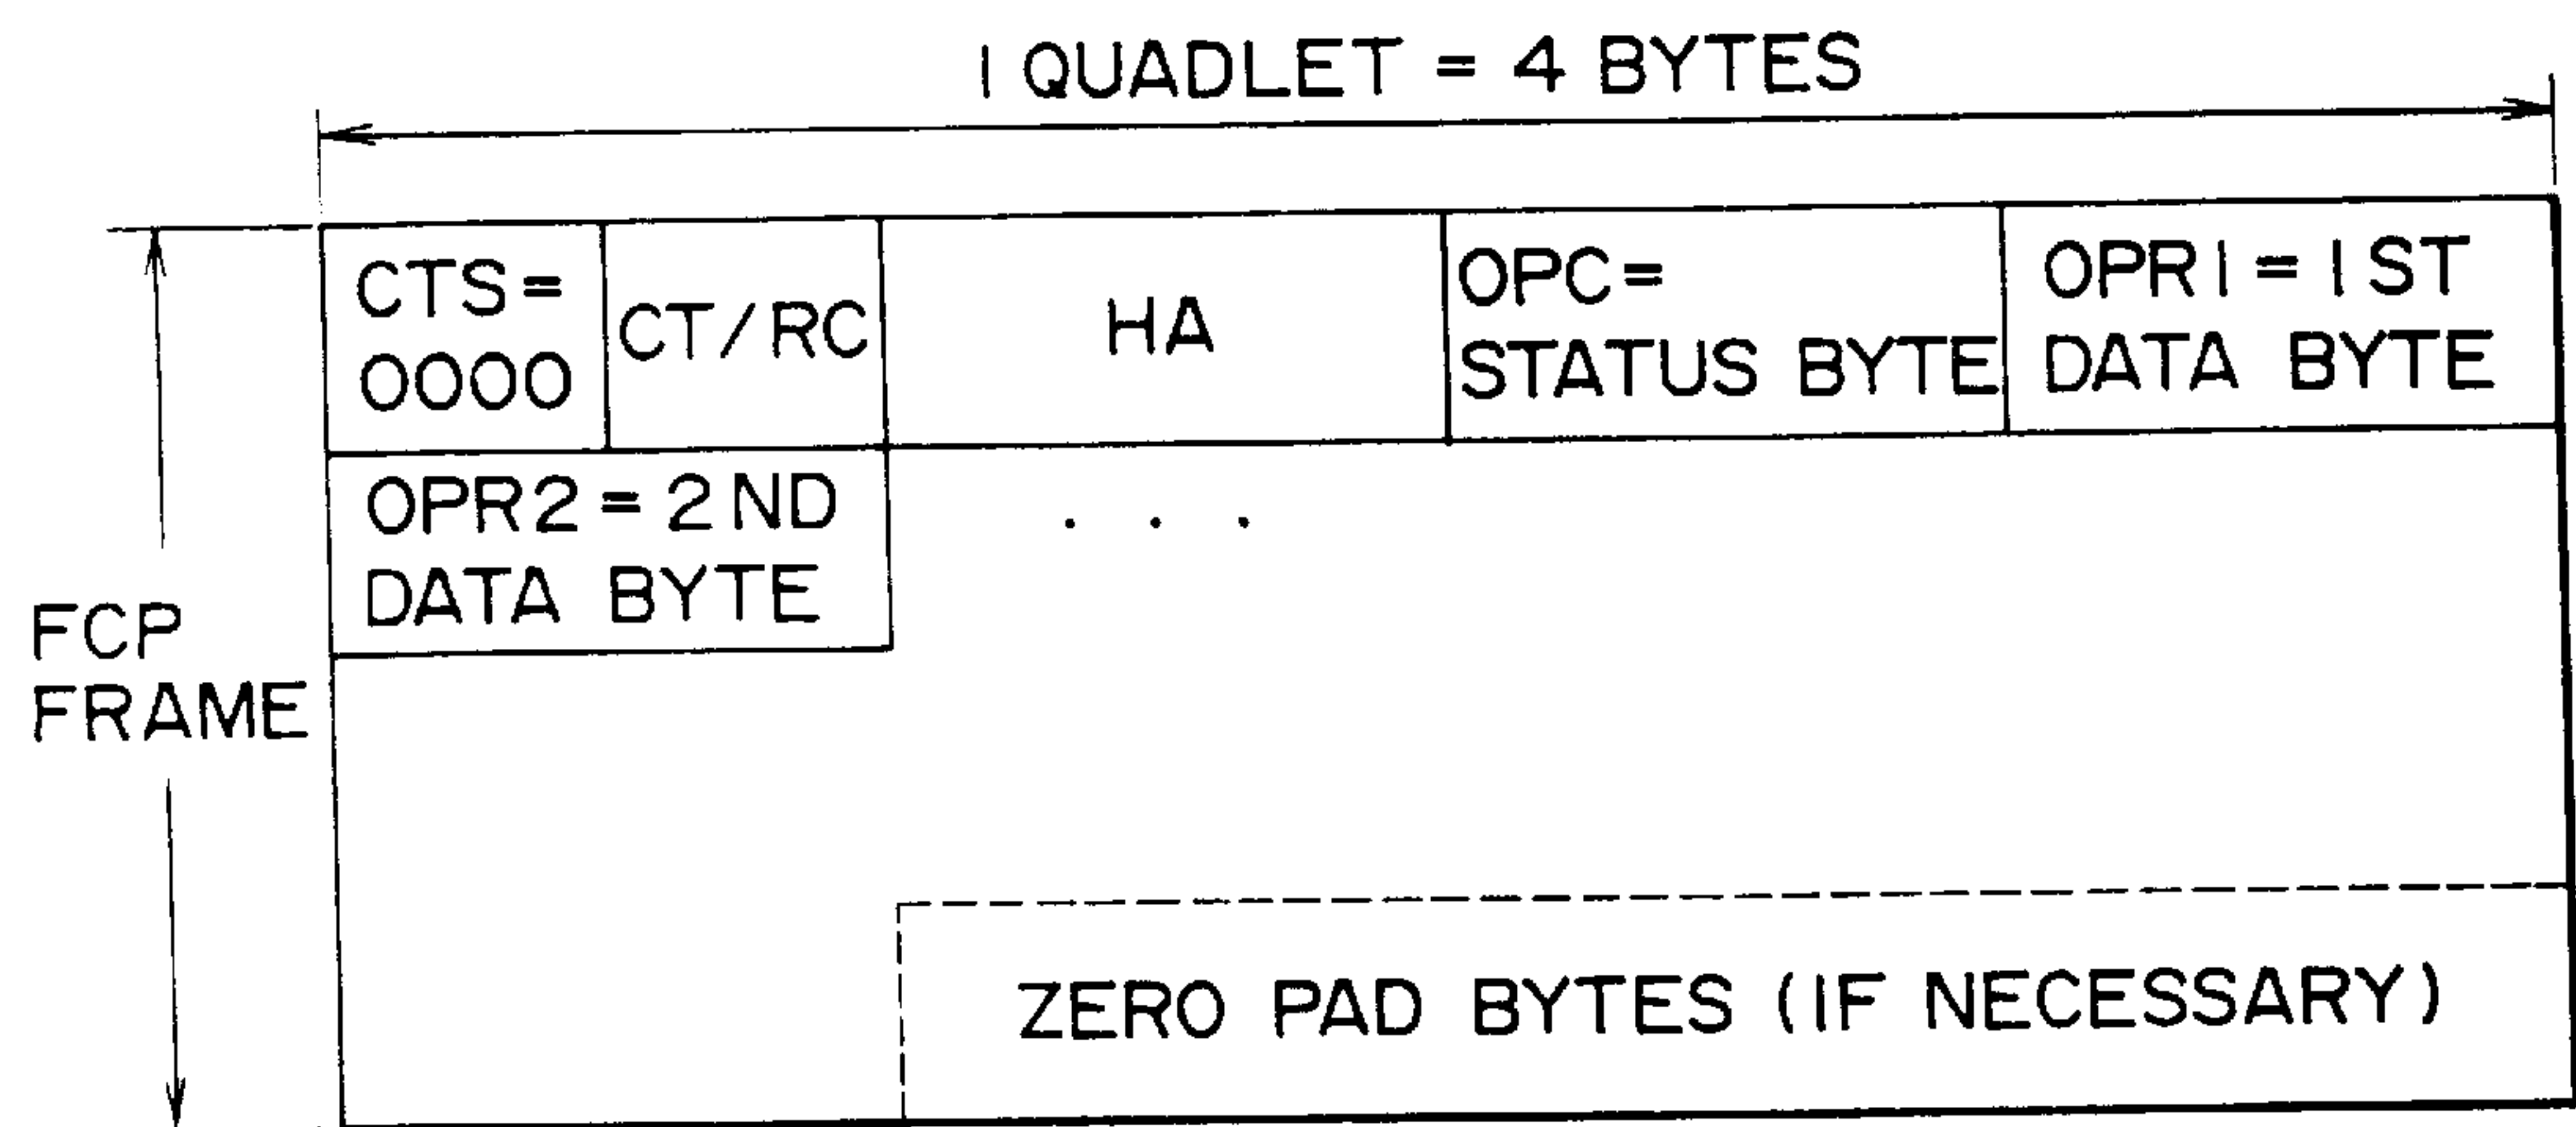 1 QUADLET = 4 BYTES
CTS=
0000
CT/RC
HA
OPC=
STATUS BYTE
OPR1 = 1ST
DATA BYTE
OPR2 = 2ND
DATA BYTE
. . .
FCP
FRAME
ZERO PAD BYTES (IF NECESSARY)